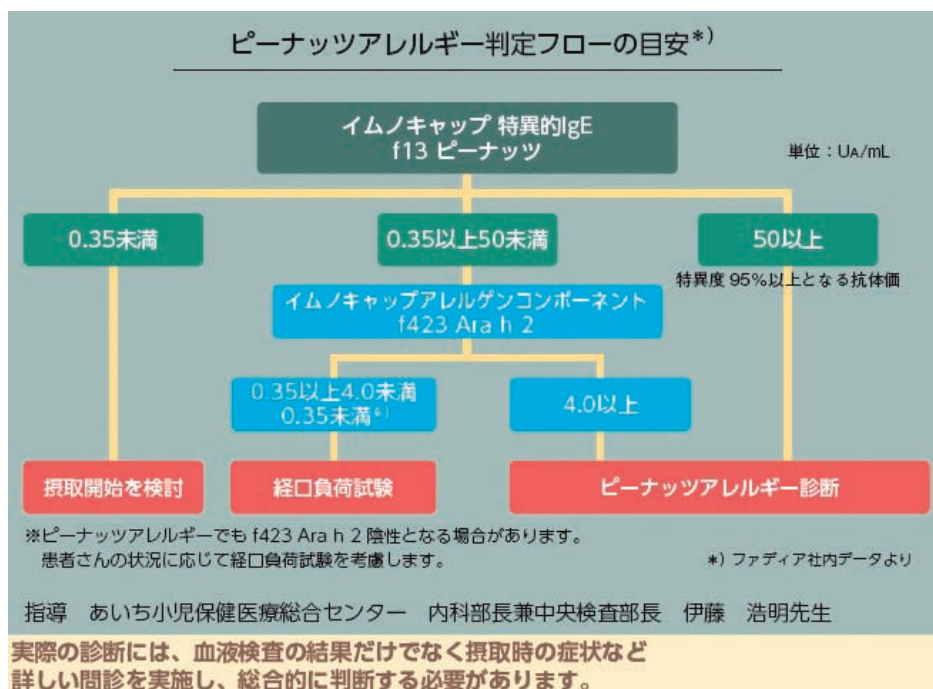 ピーナッツアレルギー判定フローの目安*)
イムノキャップ 特異的IgE
f13 ピーナッツ
単位：UA/mL
0.35未満
0.35以上50未満
50以上
特異度 95%以上となる抗体価
イムノキャップアレルゲンコンポーネント
f423 Ara h 2
0.35以上4.0未満
0.35未満※)
4.0以上
摂取開始を検討
経口負荷試験
ピーナッツアレルギー診断
※ピーナッツアレルギーでも f423 Ara h 2 陰性となる場合があります。
患者さんの状況に応じて経口負荷試験を考慮します。
*) ファディア社内データより
指導 あいち小児保健医療総合センター 内科部長兼中央検査部長 伊藤 浩明先生
実際の診断には、血液検査の結果だけでなく摂取時の症状など
詳しい問診を実施し、総合的に判断する必要があります。